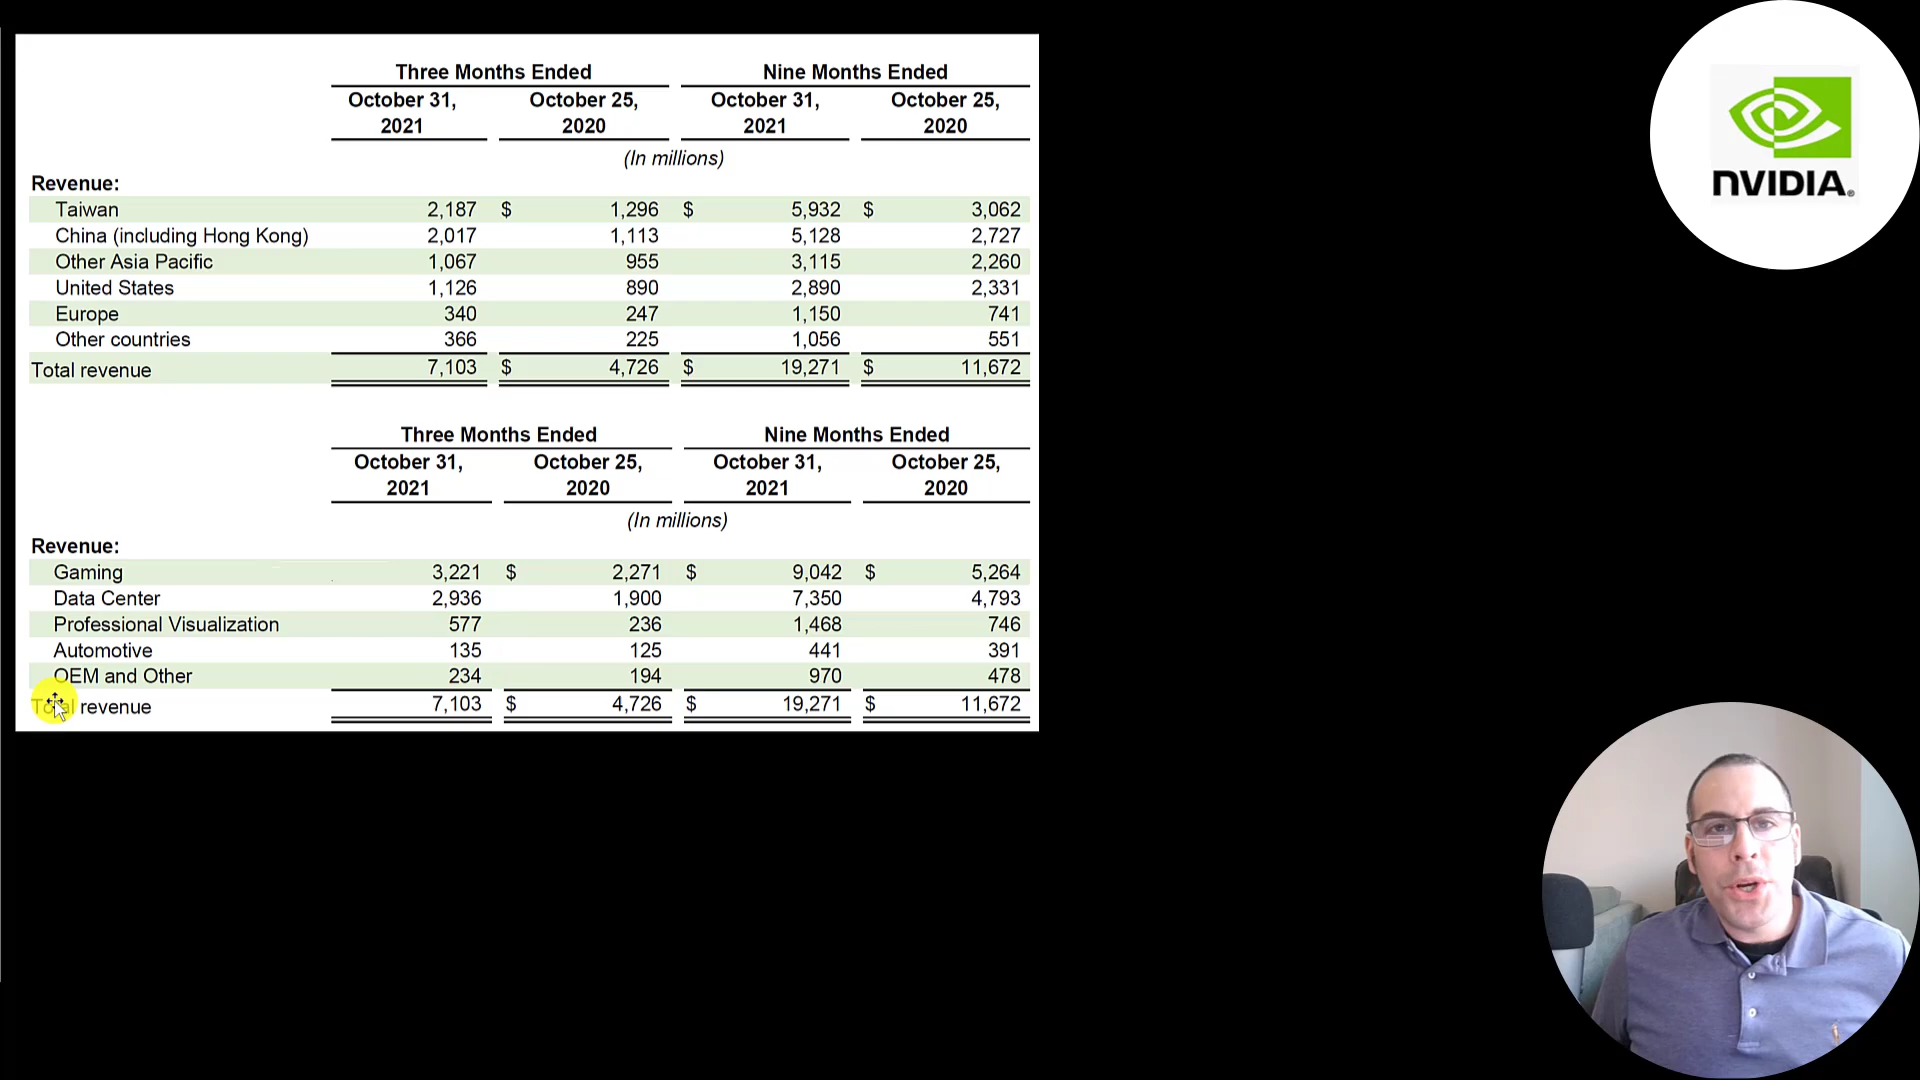 Three Months Ended Nine Months Ended
October 31, October 25, October 31, October 25,
2021 2020 2021 2020
(In millions)
Revenue:
Taiwan 2,187 $ 1,296 $ 5,932 $ 3,062
China (including Hong Kong) 2,017 1,113 5,128 2,727
Other Asia Pacific 1,067 955 3,115 2,260
United States 1,126 890 2,890 2,331
Europe 340 247 1,150 741
Other countries 366 225 1,056 551
Total revenue 7,103 $ 4,726 $ 19,271 $ 11,672
Three Months Ended Nine Months Ended
October 31, October 25, October 31, October 25,
2021 2020 2021 2020
(In millions)
Revenue:
Gaming 3,221 $ 2,271 $ 9,042 $ 5,264
Data Center 2,936 1,900 7,350 4,793
Professional Visualization 577 236 1,468 746
Automotive 135 125 441 391
OEM and Other 234 194 970 478
Total revenue 7,103 $ 4,726 $ 19,271 $ 11,672
NVIDIA®